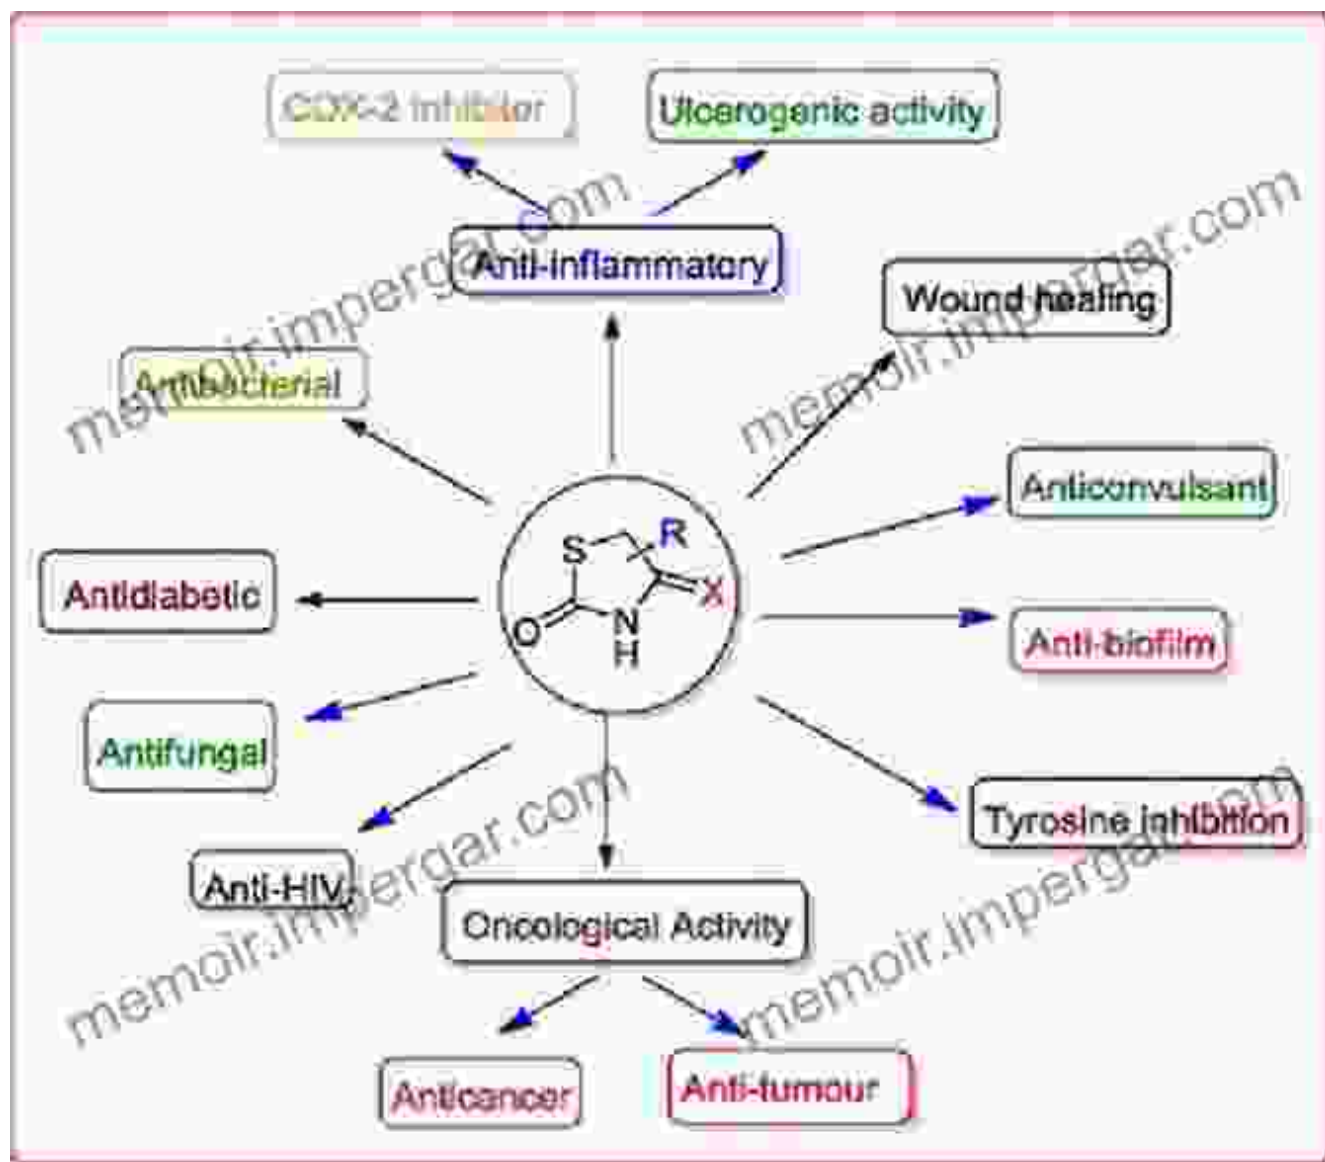 COX-2 inhibitor
Ulcerogenic activity
Anti-inflammatory
Wound healing
Antibacterial
Anticonvulsant
S
R
X
O
N
H
Antidiabetic
Anti-biofilm
Antifungal
Tyrosine inhibition
Anti-HIV
Oncological Activity
Anticancer
Anti-tumour
memoir.impergar.com
memoir.impergar.com
memoir.impergar.com
memoir.impergar.com